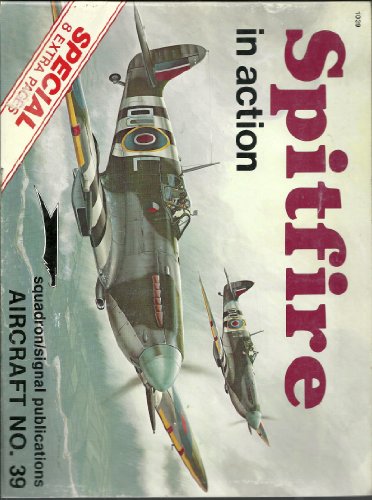 1039
Spitfire
in action
SPECIAL
8 EXTRA PAGES
squadron/signal publications
AIRCRAFT NO. 39